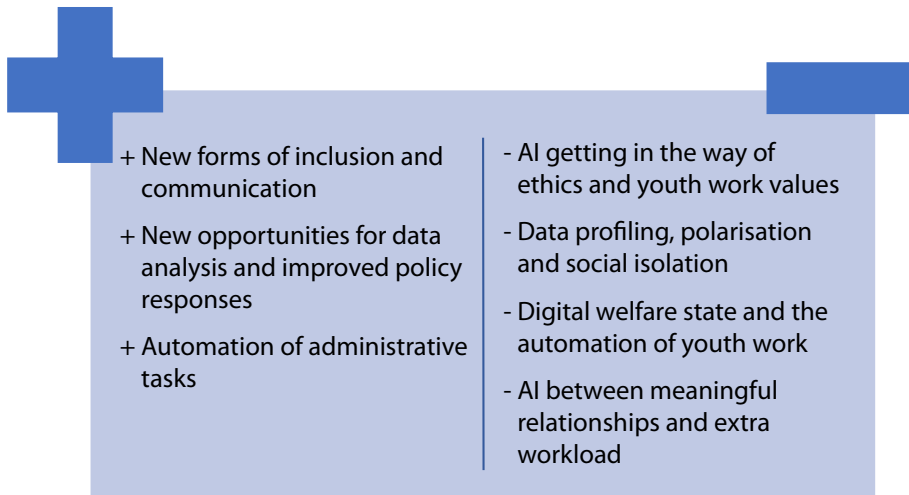 + New forms of inclusion and
communication
+ New opportunities for data
analysis and improved policy
responses
+ Automation of administrative
tasks
- AI getting in the way of
ethics and youth work values
- Data profiling, polarisation
and social isolation
- Digital welfare state and the
automation of youth work
- AI between meaningful
relationships and extra
workload